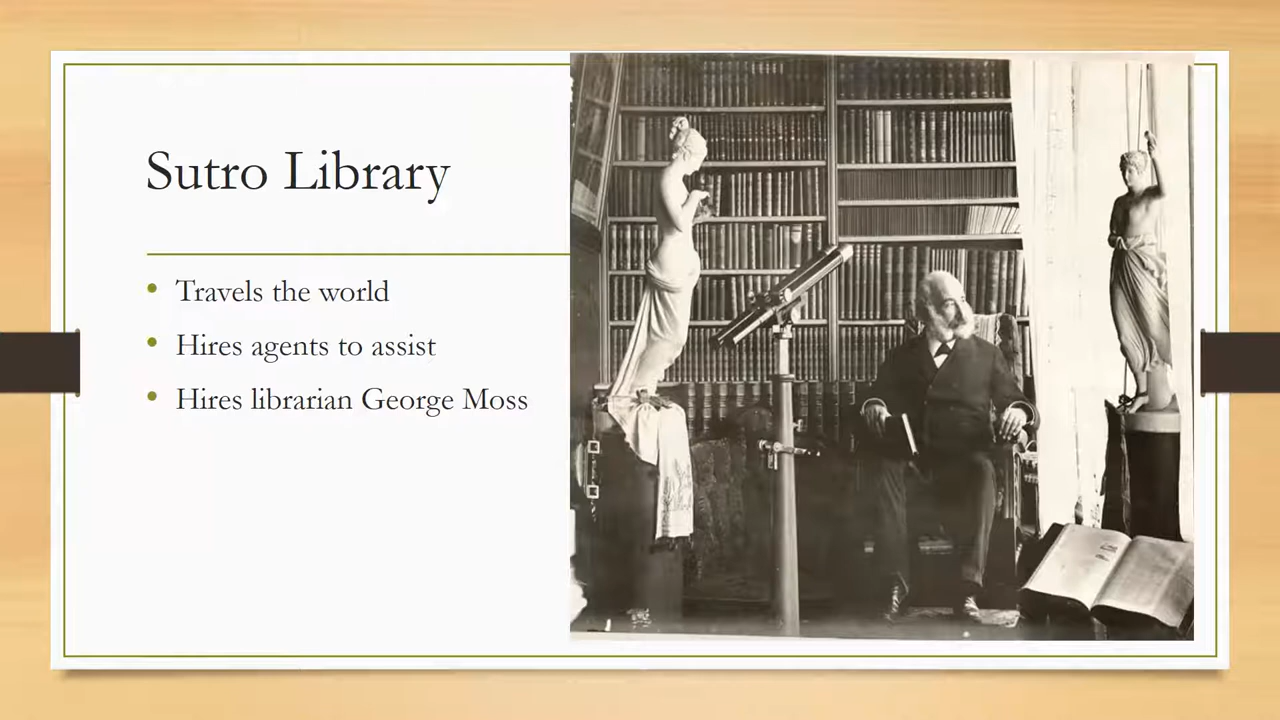 Sutro Library
Travels the world
Hires agents to assist
Hires librarian George Moss